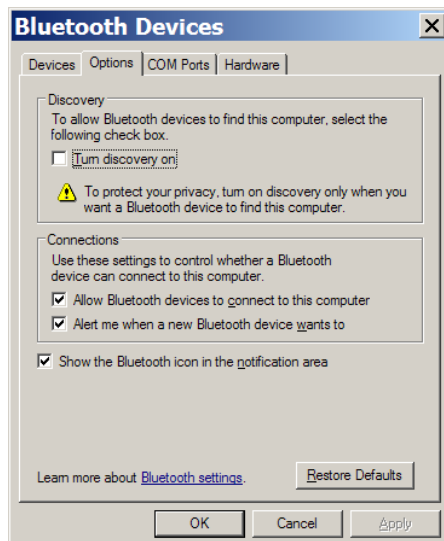 Bluetooth Devices
Devices Options COM Ports Hardware
Discovery
To allow Bluetooth devices to find this computer, select the
following check box.
Turn discovery on
To protect your privacy, turn on discovery only when you
want a Bluetooth device to find this computer.
Connections
Use these settings to control whether a Bluetooth
device can connect to this computer.
Allow Bluetooth devices to connect to this computer
Alert me when a new Bluetooth device wants to
Show the Bluetooth icon in the notification area
Learn more about Bluetooth settings.
Restore Defaults
OK Cancel Apply